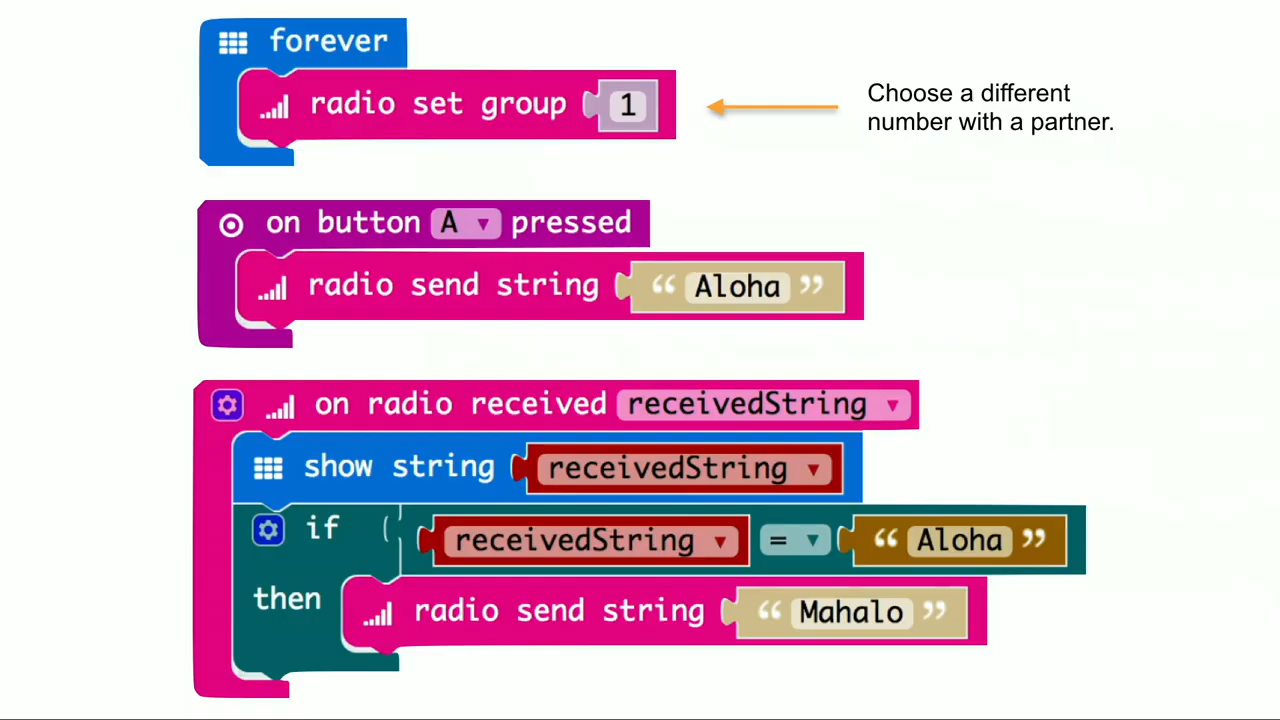 forever
radio set group 1
Choose a different
number with a partner.
on button A ▾ pressed
radio send string “ Aloha ”
on radio received receivedString ▾
show string receivedString ▾
if receivedString ▾ = ▾ “ Aloha ”
then radio send string “ Mahalo ”